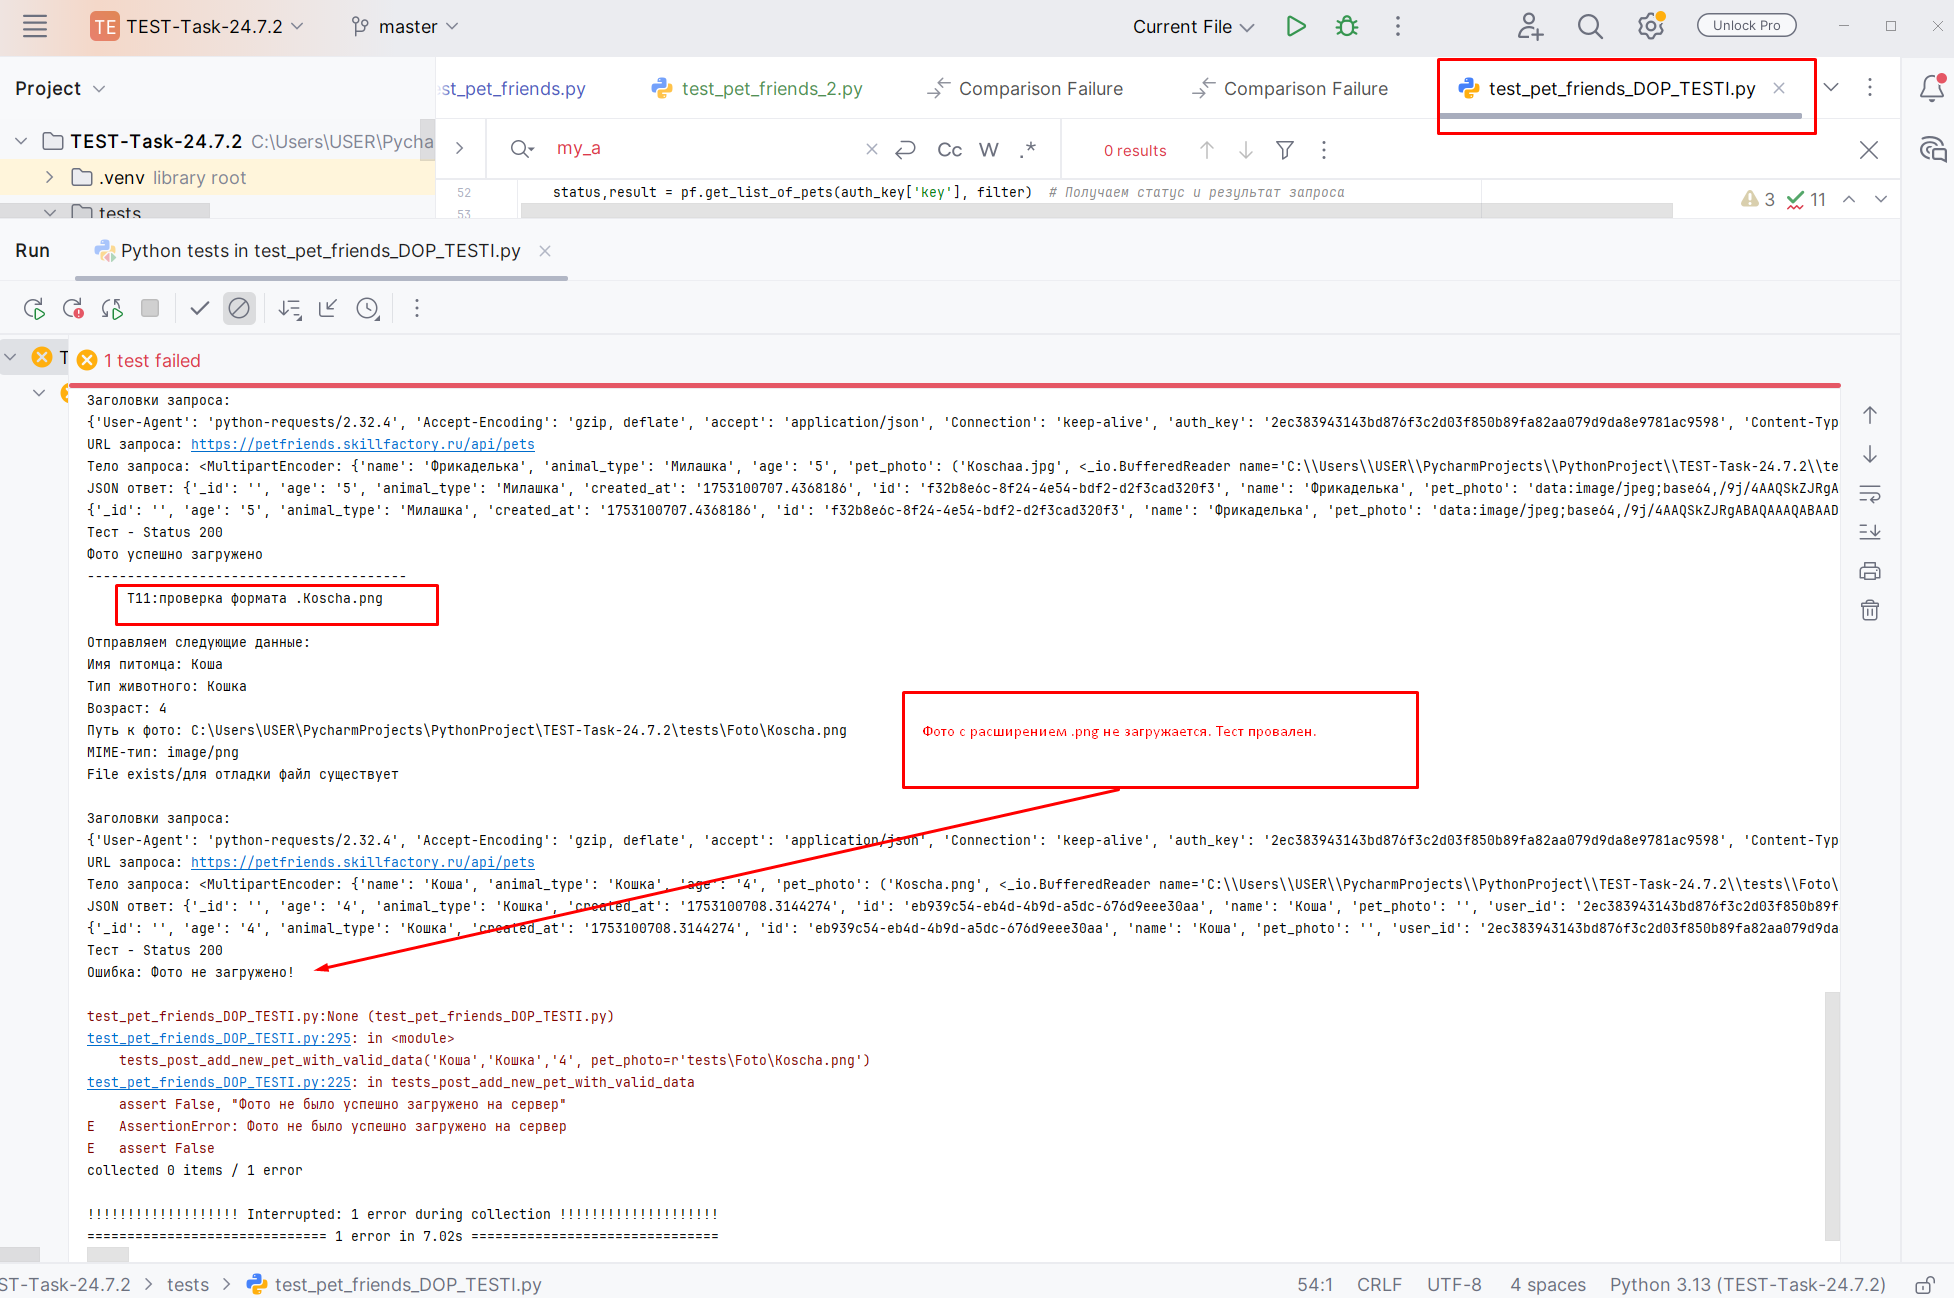 TE TEST-Task-24.7.2 master Current File Unlock Pro
Project
st_pet_friends.py test_pet_friends_2.py Comparison Failure Comparison Failure test_pet_friends_DOP_TESTI.py
TEST-Task-24.7.2 C:\Users\USER\Pycha
my_a Cc W .* 0 results
.venv library root
52 status,result = pf.get_list_of_pets(auth_key['key'], filter) # Получаем статус и результат запроса
3 11
tests
53
Run Python tests in test_pet_friends_DOP_TESTI.py
T 1 test failed
Заголовки запроса:
{'User-Agent': 'python-requests/2.32.4', 'Accept-Encoding': 'gzip, deflate', 'accept': 'application/json', 'Connection': 'keep-alive', 'auth_key': '2ec383943143bd876f3c2d03f850b89fa82aa079d9da8e9781ac9598', 'Content-Typ
URL запроса: https://petfriends.skillfactory.ru/api/pets
Тело запроса: <MultipartEncoder: {'name': 'Фрикаделька', 'animal_type': 'Милашка', 'age': '5', 'pet_photo': ('Koschaa.jpg', <_io.BufferedReader name='C:\\Users\\USER\\PycharmProjects\\PythonProject\\TEST-Task-24.7.2\\te
JSON ответ: {'_id': '', 'age': '5', 'animal_type': 'Милашка', 'created_at': '1753100707.4368186', 'id': 'f32b8e6c-8f24-4e54-bdf2-d2f3cad320f3', 'name': 'Фрикаделька', 'pet_photo': 'data:image/jpeg;base64,/9j/4AAQSkZJRgA
{'_id': '', 'age': '5', 'animal_type': 'Милашка', 'created_at': '1753100707.4368186', 'id': 'f32b8e6c-8f24-4e54-bdf2-d2f3cad320f3', 'name': 'Фрикаделька', 'pet_photo': 'data:image/jpeg;base64,/9j/4AAQSkZJRgABAQAAAQABAAD
Тест - Status 200
Фото успешно загружено
----------------------------------------
T11:проверка формата .Koscha.png
Отправляем следующие данные:
Имя питомца: Коша
Тип животного: Кошка
Возраст: 4
Путь к фото: C:\Users\USER\PycharmProjects\PythonProject\TEST-Task-24.7.2\tests\Foto\Koscha.png
Фото с расширением .png не загружается. Тест провален.
MIME-тип: image/png
File exists/для отладки файл существует
Заголовки запроса:
{'User-Agent': 'python-requests/2.32.4', 'Accept-Encoding': 'gzip, deflate', 'accept': 'application/json', 'Connection': 'keep-alive', 'auth_key': '2ec383943143bd876f3c2d03f850b89fa82aa079d9da8e9781ac9598', 'Content-Typ
URL запроса: https://petfriends.skillfactory.ru/api/pets
Тело запроса: <MultipartEncoder: {'name': 'Коша', 'animal_type': 'Кошка', 'age': '4', 'pet_photo': ('Koscha.png', <_io.BufferedReader name='C:\\Users\\USER\\PycharmProjects\\PythonProject\\TEST-Task-24.7.2\\tests\\Foto\
JSON ответ: {'_id': '', 'age': '4', 'animal_type': 'Кошка', 'created_at': '1753100708.3144274', 'id': 'eb939c54-eb4d-4b9d-a5dc-676d9eee30aa', 'name': 'Коша', 'pet_photo': '', 'user_id': '2ec383943143bd876f3c2d03f850b89f
{'_id': '', 'age': '4', 'animal_type': 'Кошка', 'created_at': '1753100708.3144274', 'id': 'eb939c54-eb4d-4b9d-a5dc-676d9eee30aa', 'name': 'Коша', 'pet_photo': '', 'user_id': '2ec383943143bd876f3c2d03f850b89fa82aa079d9da
Тест - Status 200
Ошибка: Фото не загружено!
test_pet_friends_DOP_TESTI.py:None (test_pet_friends_DOP_TESTI.py)
test_pet_friends_DOP_TESTI.py:295: in <module>
tests_post_add_new_pet_with_valid_data('Коша','Кошка','4', pet_photo=r'tests\Foto\Koscha.png')
test_pet_friends_DOP_TESTI.py:225: in tests_post_add_new_pet_with_valid_data
assert False, "Фото не было успешно загружено на сервер"
E AssertionError: Фото не было успешно загружено на сервер
E assert False
collected 0 items / 1 error
!!!!!!!!!!!!!!!!!!! Interrupted: 1 error during collection !!!!!!!!!!!!!!!!!!!!
============================== 1 error in 7.02s ===============================
ST-Task-24.7.2 > tests > test_pet_friends_DOP_TESTI.py 54:1 CRLF UTF-8 4 spaces Python 3.13 (TEST-Task-24.7.2)